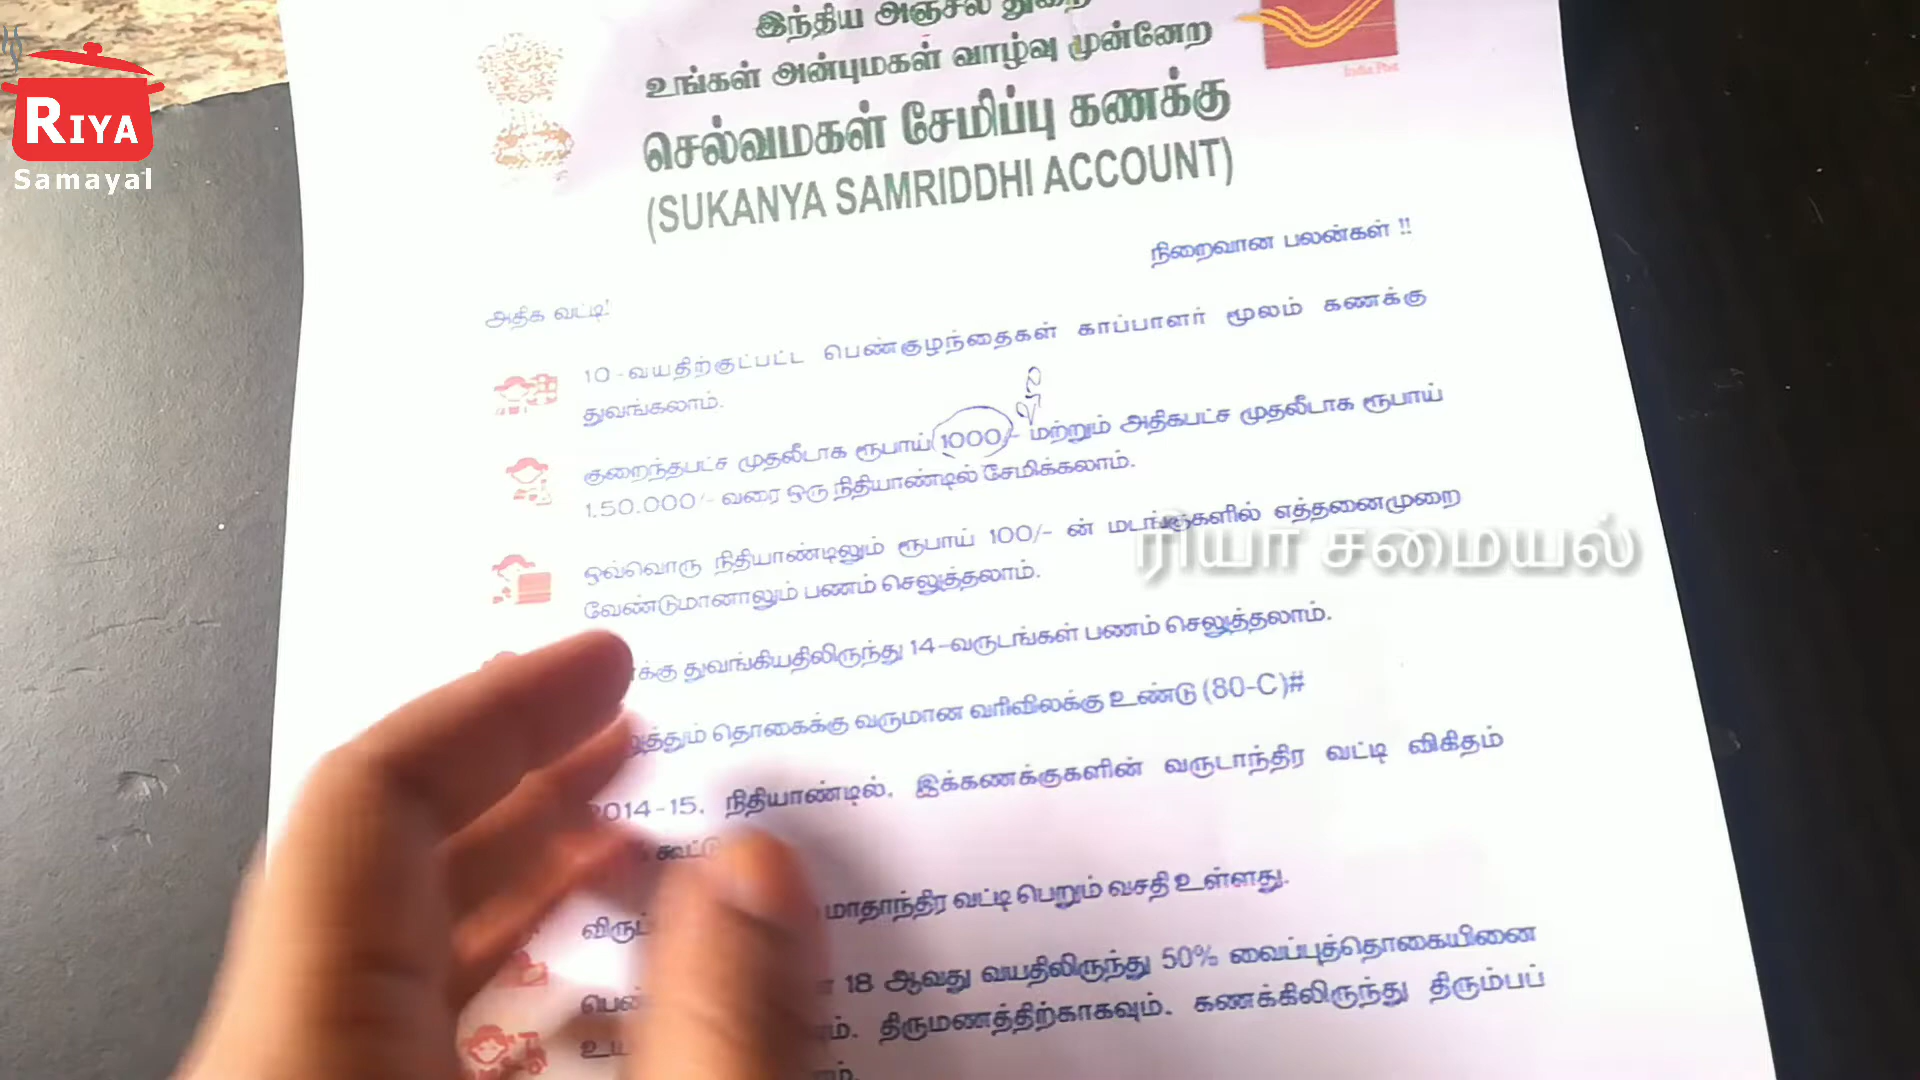 RIYA
Samayal
இந்திய அஞ்சல் துறை
உங்கள் அன்புமகள் வாழ்வு முன்னேற
செல்வமகள் சேமிப்பு கணக்கு
(SUKANYA SAMRIDDHI ACCOUNT)
India Post
நிறைவான பலன்கள் !!
அதிக வட்டி!
10-வயதிற்குட்பட்ட பெண்குழந்தைகள் காப்பாளர் மூலம் கணக்கு
துவங்கலாம்.
குறைந்தபட்ச முதலீடாக ரூபாய் 1000/- மற்றும் அதிகபட்ச முதலீடாக ரூபாய்
1.50.000/- வரை ஒரு நிதியாண்டில் சேமிக்கலாம்.
ஒவ்வொரு நிதியாண்டிலும் ரூபாய் 100/- ன் மடங்குகளில் எத்தனைமுறை
வேண்டுமானாலும் பணம் செலுத்தலாம்.
ரியா சமையல்
துவங்கியதிலிருந்து 14-வருடங்கள் பணம் செலுத்தலாம்.
தொகைக்கு வருமான வரிவிலக்கு உண்டு (80-C)#
2014-15. நிதியாண்டில். இக்கணக்குகளின் வருடாந்திர வட்டி விகிதம்
மாதாந்திர வட்டி பெறும் வசதி உள்ளது.
18 ஆவது வயதிலிருந்து 50% வைப்புத்தொகையினை
திருமணத்திற்காகவும். கணக்கிலிருந்து திரும்பப்